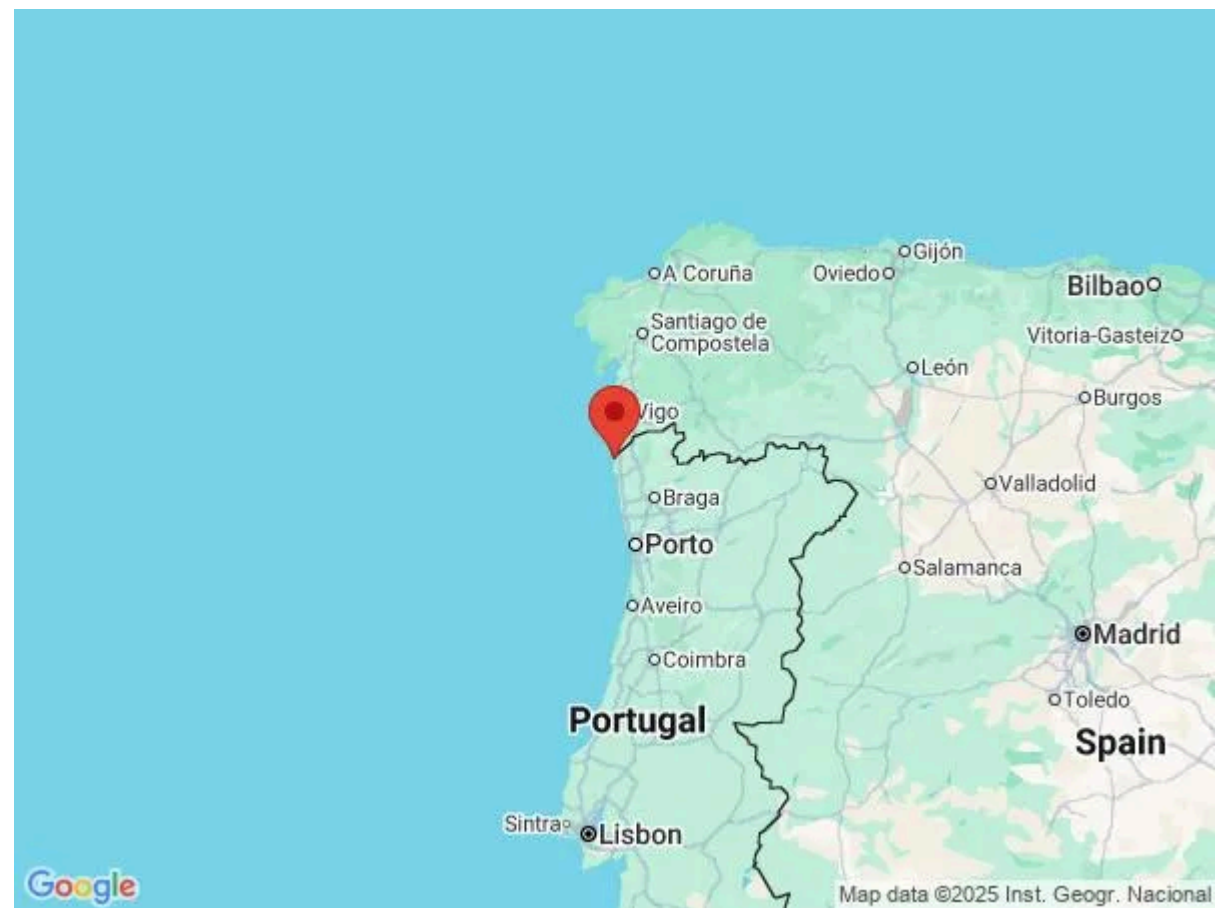 Gijón
A Coruña
Oviedo
Bilbao
Santiago de
Compostela
Vitoria-Gasteiz
León
Burgos
Vigo
Valladolid
Braga
Porto
Salamanca
Aveiro
Madrid
Coimbra
Toledo
Portugal
Spain
Sintra
Lisbon
Google
Map data ©2025 Inst. Geogr. Nacional